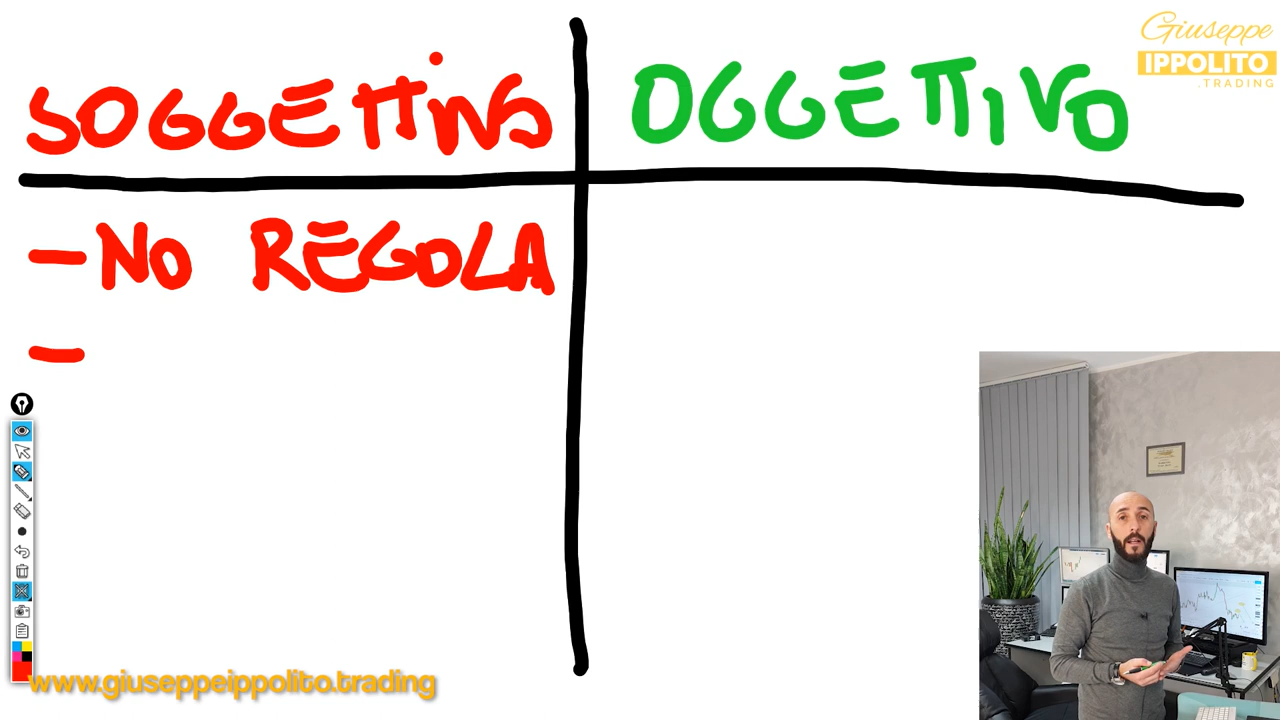 Giuseppe
IPPOLITO
.TRADING
SOGGETTIVO
OGGETTIVO
- NO REGOLA
-
www.giuseppeippolito.trading